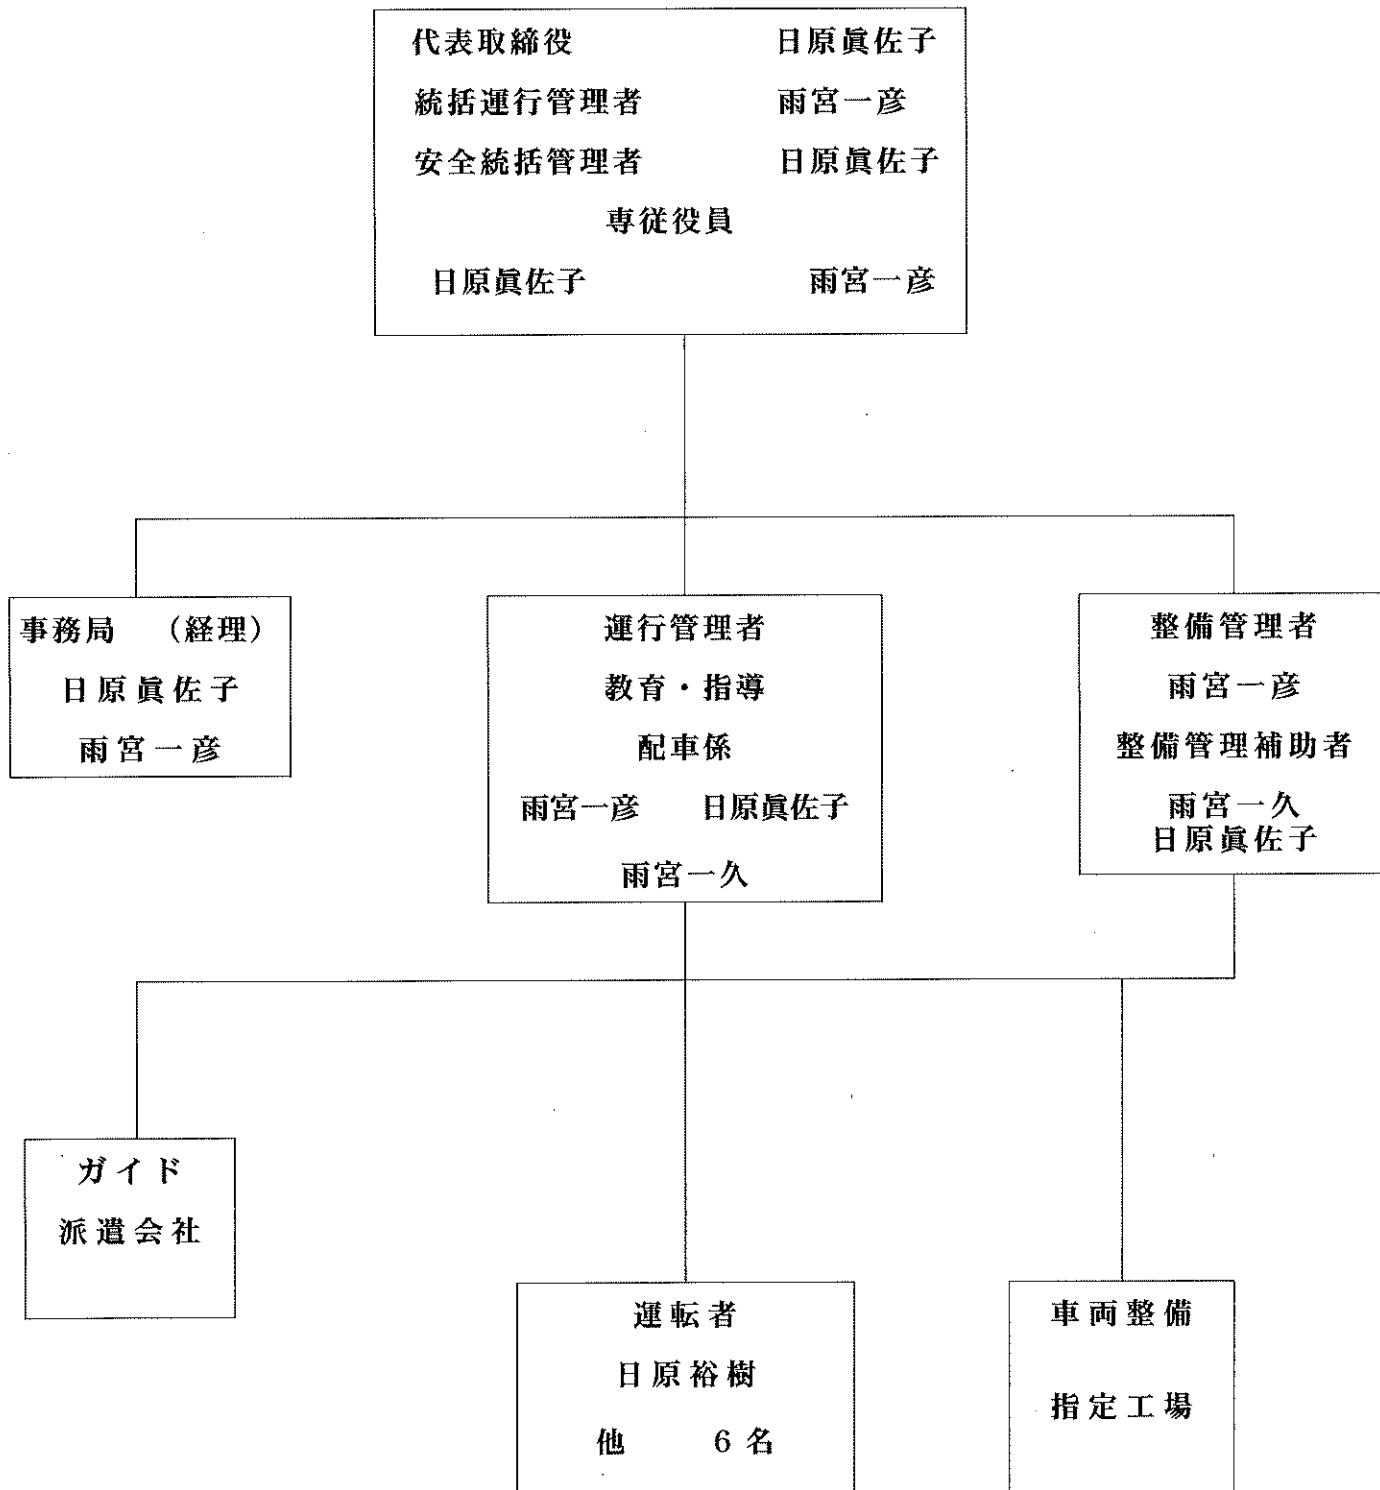 代表取締役 日原眞佐子
統括運行管理者 雨宮一彦
安全統括管理者 日原眞佐子
専従役員
日原眞佐子 雨宮一彦
事務局 （経理）
日原眞佐子
雨宮一彦
運行管理者
教育・指導
配車係
雨宮一彦 日原眞佐子
雨宮一久
整備管理者
雨宮一彦
整備管理補助者
雨宮一久
日原眞佐子
ガイド
派遣会社
運転者
日原裕樹
他 6名
車両整備
指定工場